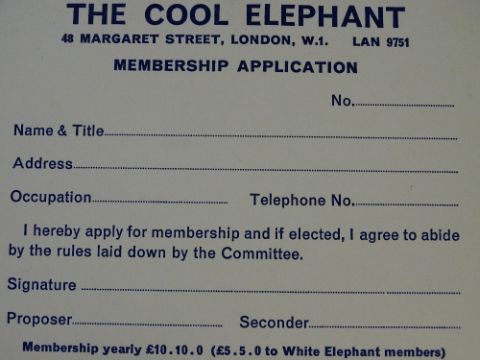 THE COOL ELEPHANT
48 MARGARET STREET, LONDON, W.1. LAN 9751
MEMBERSHIP APPLICATION
No.
Name & Title
Address
Occupation Telephone No.
I hereby apply for membership and if elected, I agree to abide
by the rules laid down by the Committee.
Signature
Proposer Seconder
Membership yearly £10.10.0 (£5.5.0 to White Elephant members)